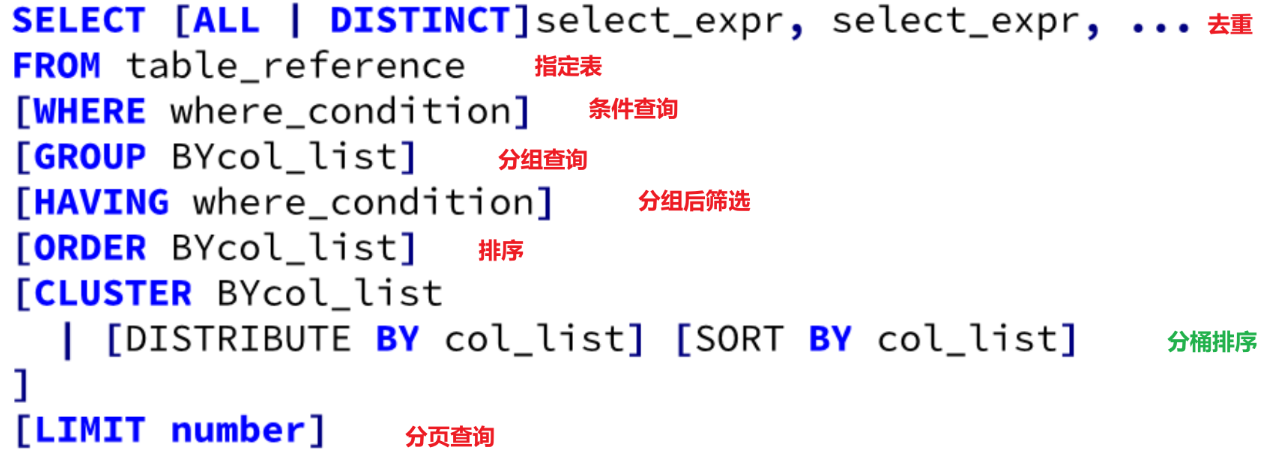 SELECT [ALL | DISTINCT]select_expr, select_expr, ... 去重
FROM table_reference 指定表
[WHERE where_condition] 条件查询
[GROUP BYcol_list] 分组查询
[HAVING where_condition] 分组后筛选
[ORDER BYcol_list] 排序
[CLUSTER BYcol_list
| [DISTRIBUTE BY col_list] [SORT BY col_list] 分桶排序
]
[LIMIT number] 分页查询